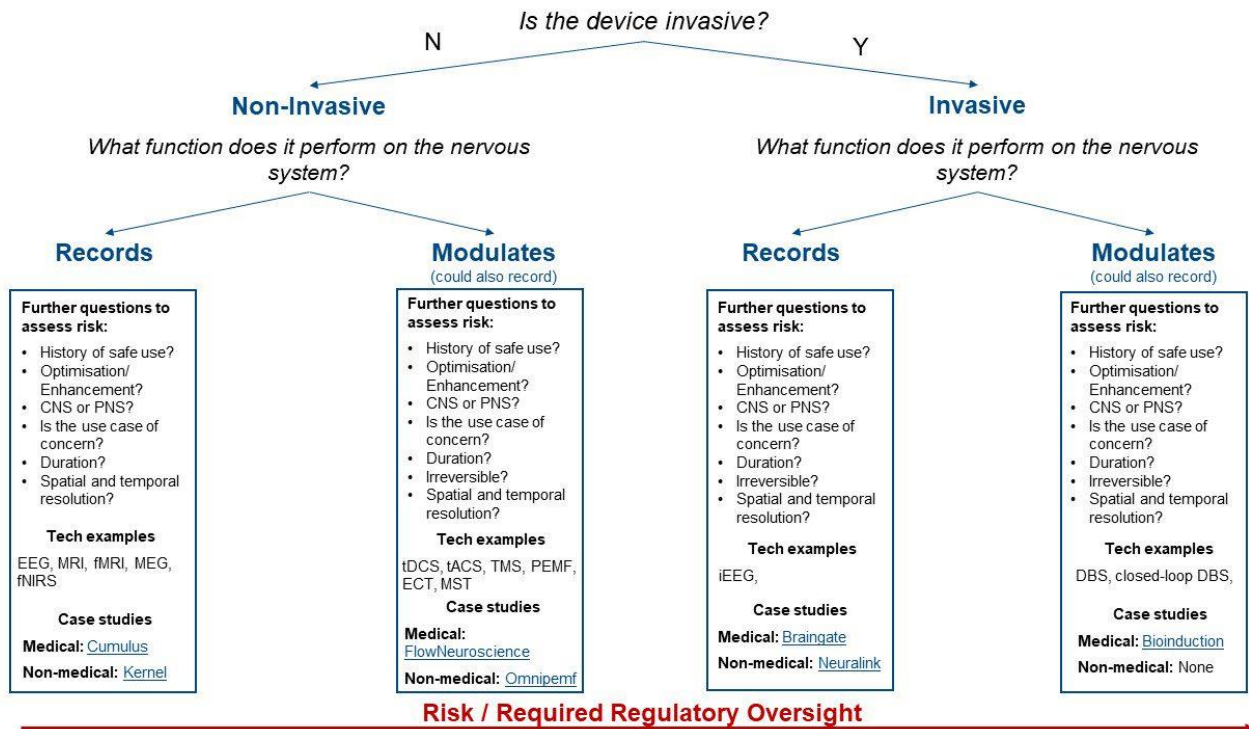 Is the device invasive?
N
Y
Non-Invasive
Invasive
What function does it perform on the nervous
system?
What function does it perform on the nervous
system?
Records
Modulates
(could also record)
Records
Modulates
(could also record)
Further questions to
assess risk:
• History of safe use?
• Optimisation/
Enhancement?
• CNS or PNS?
• Is the use case of
concern?
• Duration?
• Spatial and temporal
resolution?
Tech examples
EEG, MRI, fMRI, MEG,
fNIRS
Case studies
Medical: Cumulus
Non-medical: Kernel
Further questions to
assess risk:
• History of safe use?
• Optimisation/
Enhancement?
• CNS or PNS?
• Is the use case of
concern?
• Duration?
• Irreversible?
• Spatial and temporal
resolution?
Tech examples
tDCS, tACS, TMS, PEMF,
ECT, MST
Case studies
Medical:
FlowNeuroscience
Non-medical: Omnipemf
Further questions to
assess risk:
• History of safe use?
• Optimisation/
Enhancement?
• CNS or PNS?
• Is the use case of
concern?
• Duration?
• Irreversible?
• Spatial and temporal
resolution?
Tech examples
iEEG,
Case studies
Medical: Braingate
Non-medical: Neuralink
Further questions to
assess risk:
• History of safe use?
• Optimisation/
Enhancement?
• CNS or PNS?
• Is the use case of
concern?
• Duration?
• Irreversible?
• Spatial and temporal
resolution?
Tech examples
DBS, closed-loop DBS,
Case studies
Medical: Bioinduction
Non-medical: None
Risk / Required Regulatory Oversight